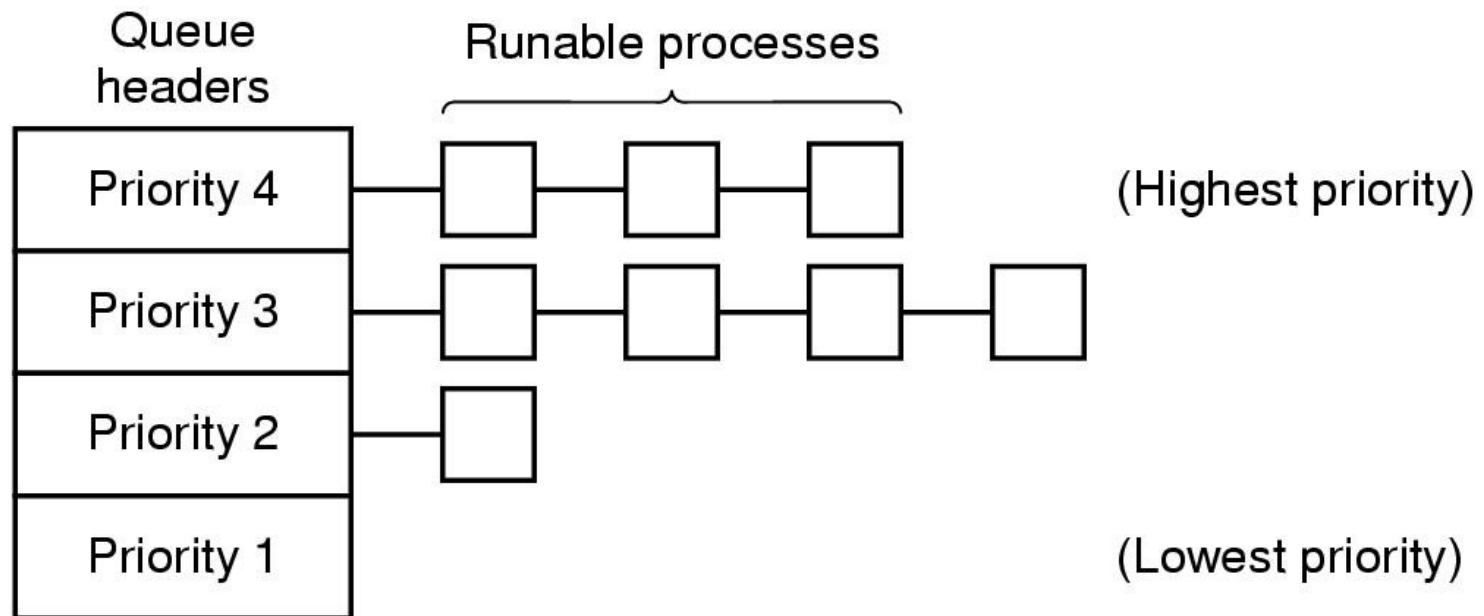 Queue
headers
Runable processes
Priority 4
(Highest priority)
Priority 3
Priority 2
Priority 1
(Lowest priority)